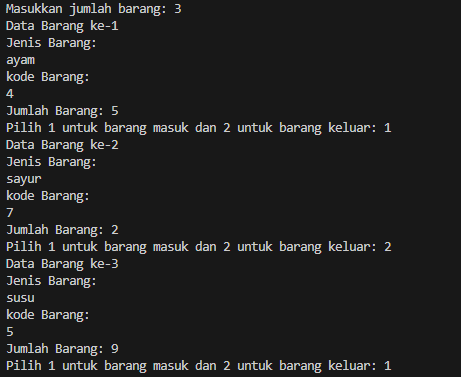 Masukkan jumlah barang: 3
Data Barang ke-1
Jenis Barang:
ayam
kode Barang:
4
Jumlah Barang: 5
Pilih 1 untuk barang masuk dan 2 untuk barang keluar: 1
Data Barang ke-2
Jenis Barang:
sayur
kode Barang:
7
Jumlah Barang: 2
Pilih 1 untuk barang masuk dan 2 untuk barang keluar: 2
Data Barang ke-3
Jenis Barang:
susu
kode Barang:
5
Jumlah Barang: 9
Pilih 1 untuk barang masuk dan 2 untuk barang keluar: 1